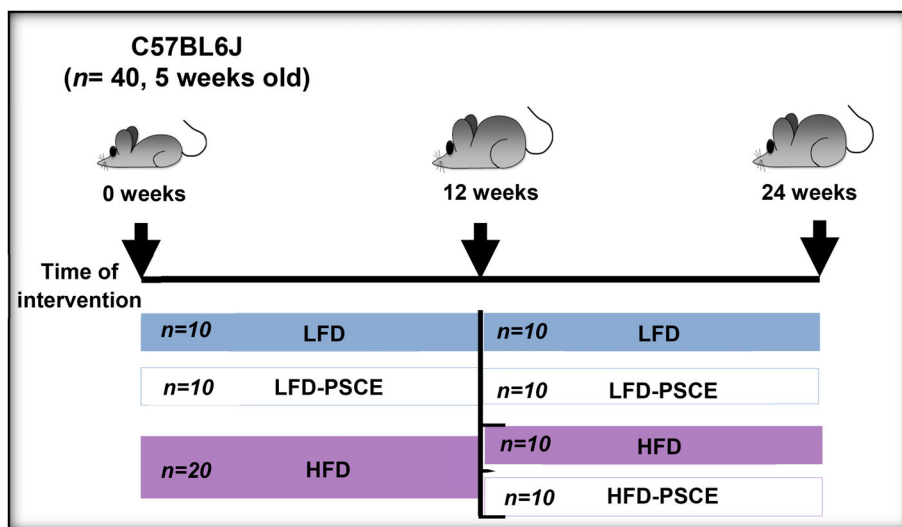 C57BL6J
(n= 40, 5 weeks old)
0 weeks
12 weeks
24 weeks
Time of
intervention
n=10 LFD
n=10 LFD
n=10 LFD-PSCE
n=10 LFD-PSCE
n=20 HFD
n=10 HFD
n=10 HFD-PSCE